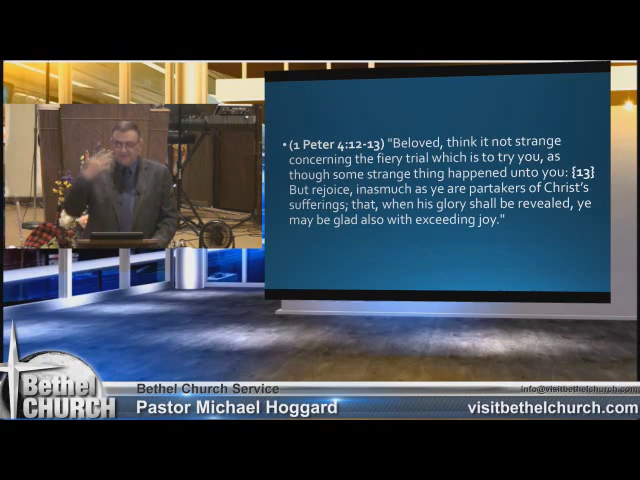 • (1 Peter 4:12-13) "Beloved, think it not strange
concerning the fiery trial which is to try you, as
though some strange thing happened unto you: {13}
But rejoice, inasmuch as ye are partakers of Christ's
sufferings; that, when his glory shall be revealed, ye
may be glad also with exceeding joy."
Bethel
CHURCH
Bethel Church Service
info@visitbethelchurch.com
Pastor Michael Hoggard
visitbethelchurch.com